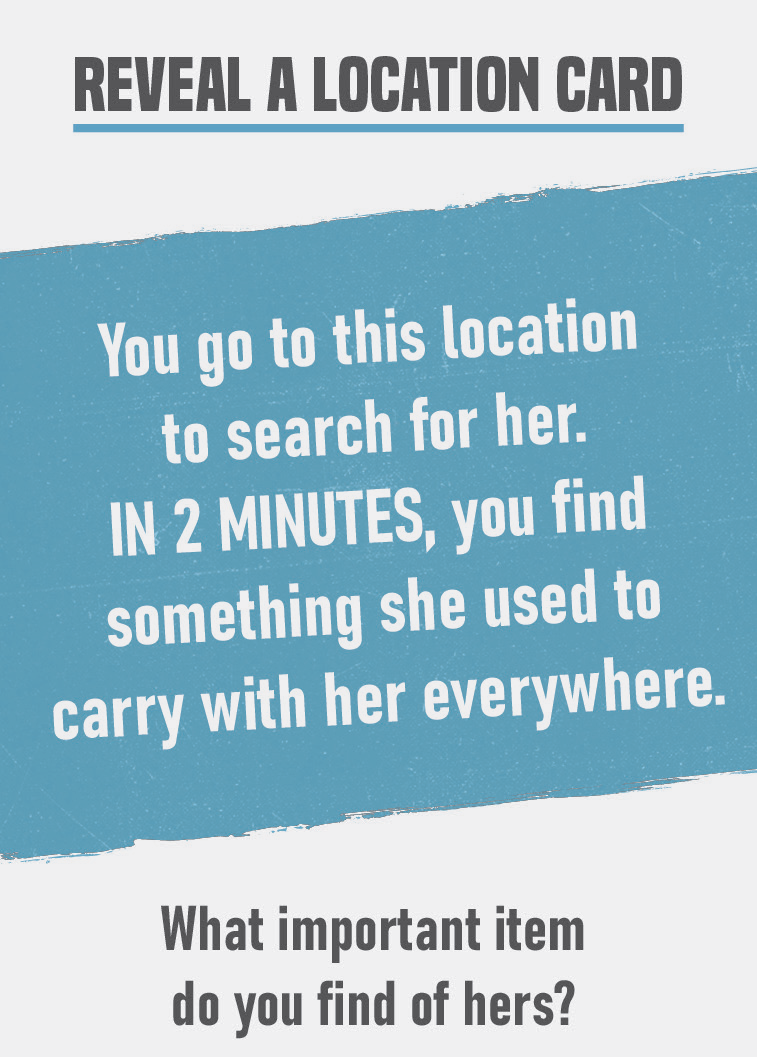 REVEAL A LOCATION CARD
You go to this location
to search for her.
IN 2 MINUTES, you find
something she used to
carry with her everywhere.
What important item
do you find of hers?